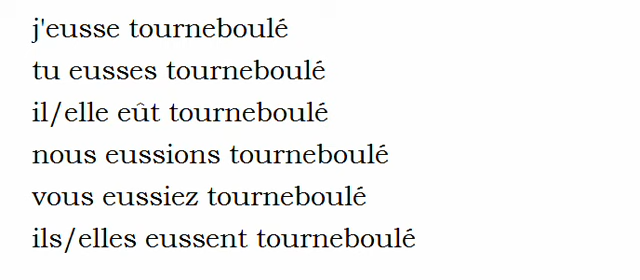 j'eusse tourneboulé
tu eusses tourneboulé
il/elle eût tourneboulé
nous eussions tourneboulé
vous eussiez tourneboulé
ils/elles eussent tourneboulé